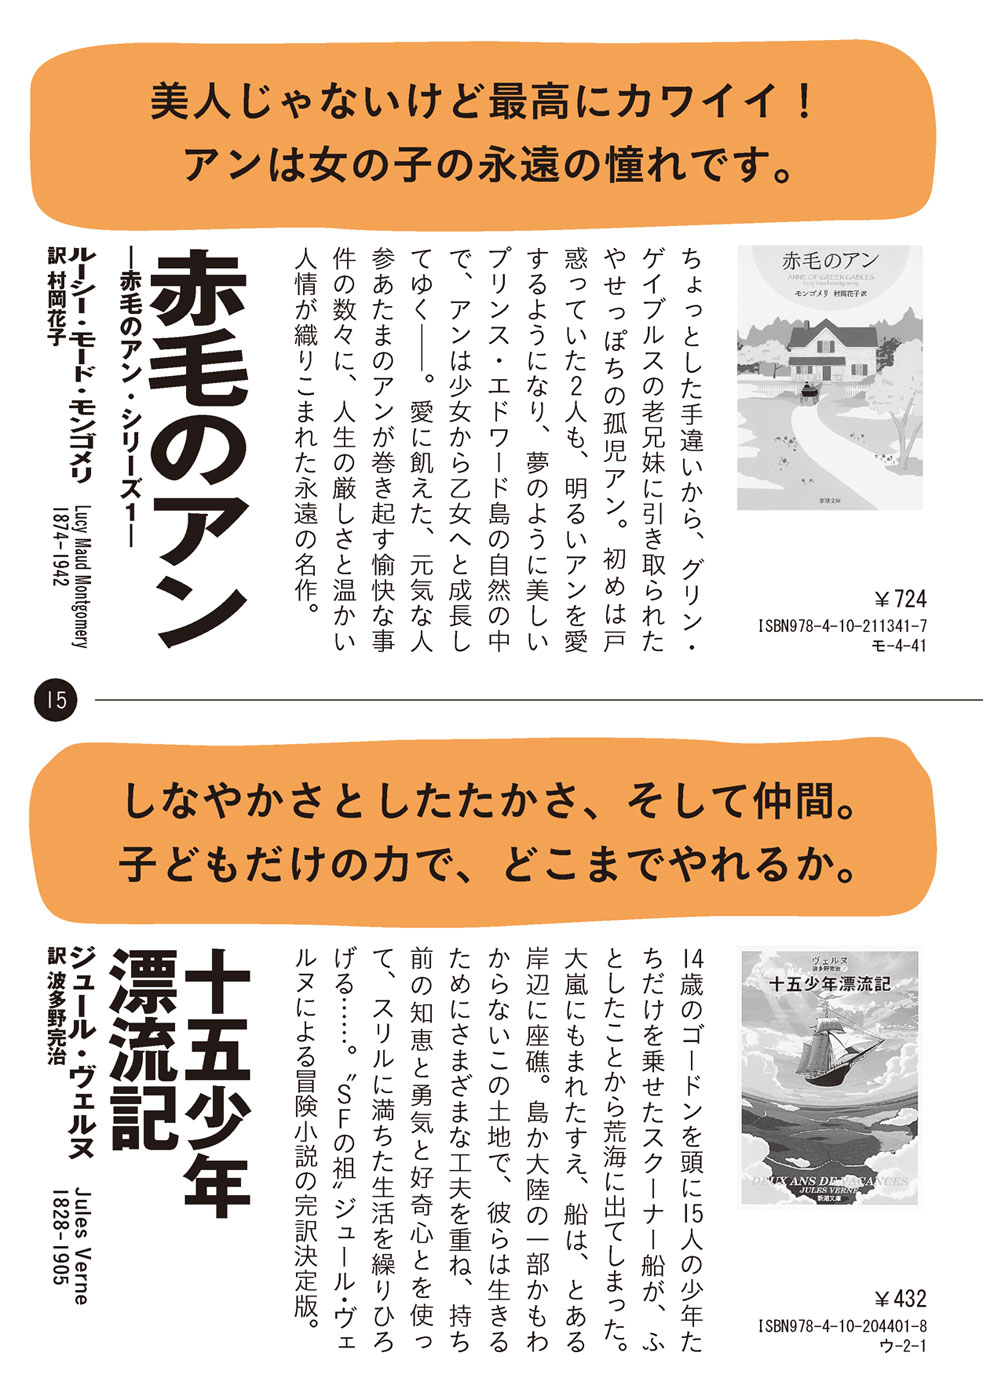 美人じゃないけど最高にカワイイ！
アンは女の子の永遠の憧れです。
赤毛のアン
―赤毛のアン・シリーズ1―
ルーシー・モード・モンゴメリ
訳 村岡花子
Lucy Maud Montgomery
1874-1942
ちょっとした手違いから、グリン・
ゲイブルスの老兄妹に引き取られた
やせっぽちの孤児アン。初めは戸
惑っていた2人も、明るいアンを愛
するようになり、夢のように美しい
プリンス・エドワード島の自然の中
で、アンは少女から乙女へと成長し
てゆく――。愛に飢えた、元気な人
参あたまのアンが巻き起す愉快な事
件の数々に、人生の厳しさと温かい
人情が織りこまれた永遠の名作。
赤毛のアン
ANNE OF GREEN GABLES
Lucy Maud Montgomery
モンゴメリ 村岡花子訳
新潮文庫
¥724
ISBN978-4-10-211341-7
モ-4-41
15
しなやかさとしたたかさ、そして仲間。
子どもだけの力で、どこまでやれるか。
十五少年
漂流記
ジュール・ヴェルヌ
訳 波多野完治
Jules Verne
1828-1905
14歳のゴードンを頭に15人の少年た
ちだけを乗せたスクーナー船が、ふ
としたことから荒海に出てしまった。
大嵐にもまれたすえ、船は、とある
岸辺に座礁。島か大陸の一部かもわ
からないこの土地で、彼らは生きる
ためにさまざまな工夫を重ね、持ち
前の知恵と勇気と好奇心とを使っ
て、スリルに満ちた生活を繰りひろ
げる……。〝SFの祖〟ジュール・ヴェ
ルヌによる冒険小説の完訳決定版。
ヴェルヌ
波多野完治訳
十五少年漂流記
DEUX ANS DE VACANCES
JULES VERNE
新潮文庫
¥432
ISBN978-4-10-204401-8
ウ-2-1